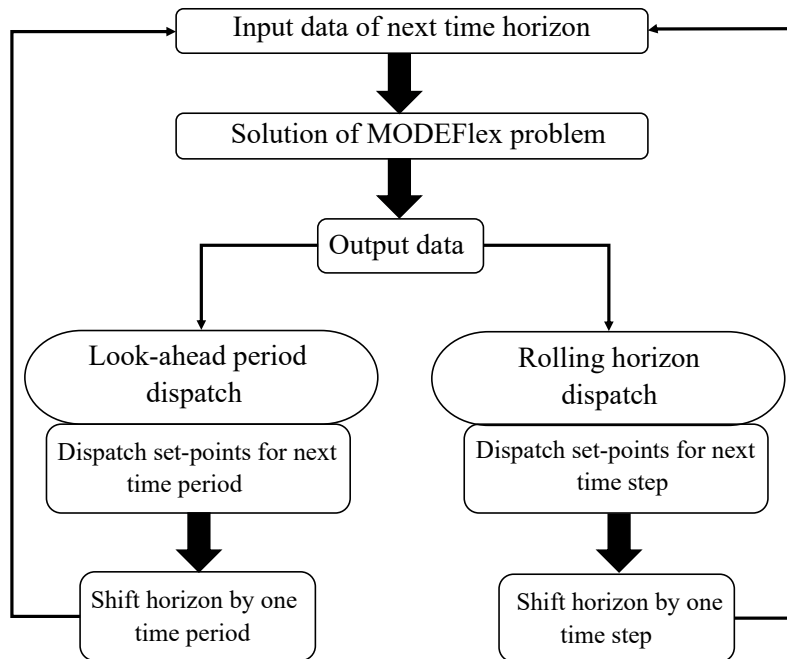 Input data of next time horizon
Solution of MODEFlex problem
Output data
Look-ahead period
dispatch
Dispatch set-points for next
time period
Shift horizon by one
time period
Rolling horizon
dispatch
Dispatch set-points for next
time step
Shift horizon by one
time step